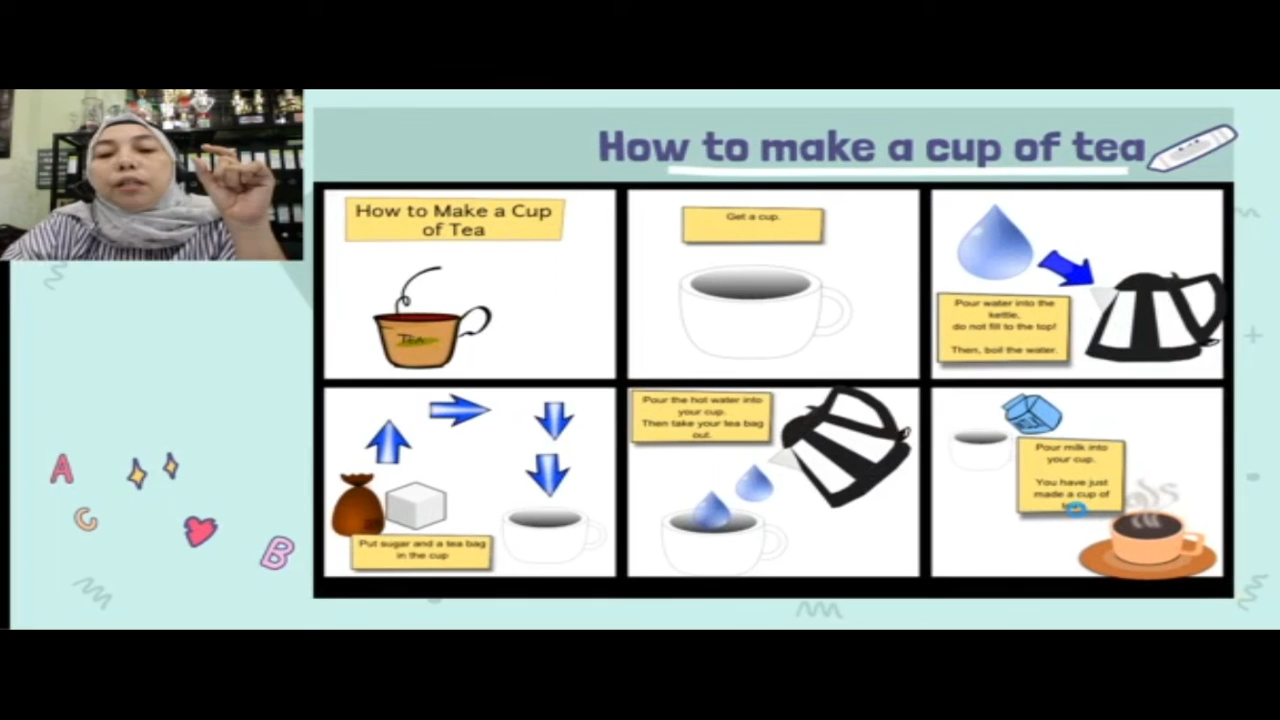 How to make a cup of tea
How to Make a Cup
of Tea
TEA
Get a cup.
Pour water into the
kettle,
do not fill to the top!
Then, boil the water.
Put sugar and a tea bag
in the cup
Pour the hot water into
your cup.
Then take your tea bag
out.
Pour milk into
your cup.
You have just
made a cup of
A
C
B